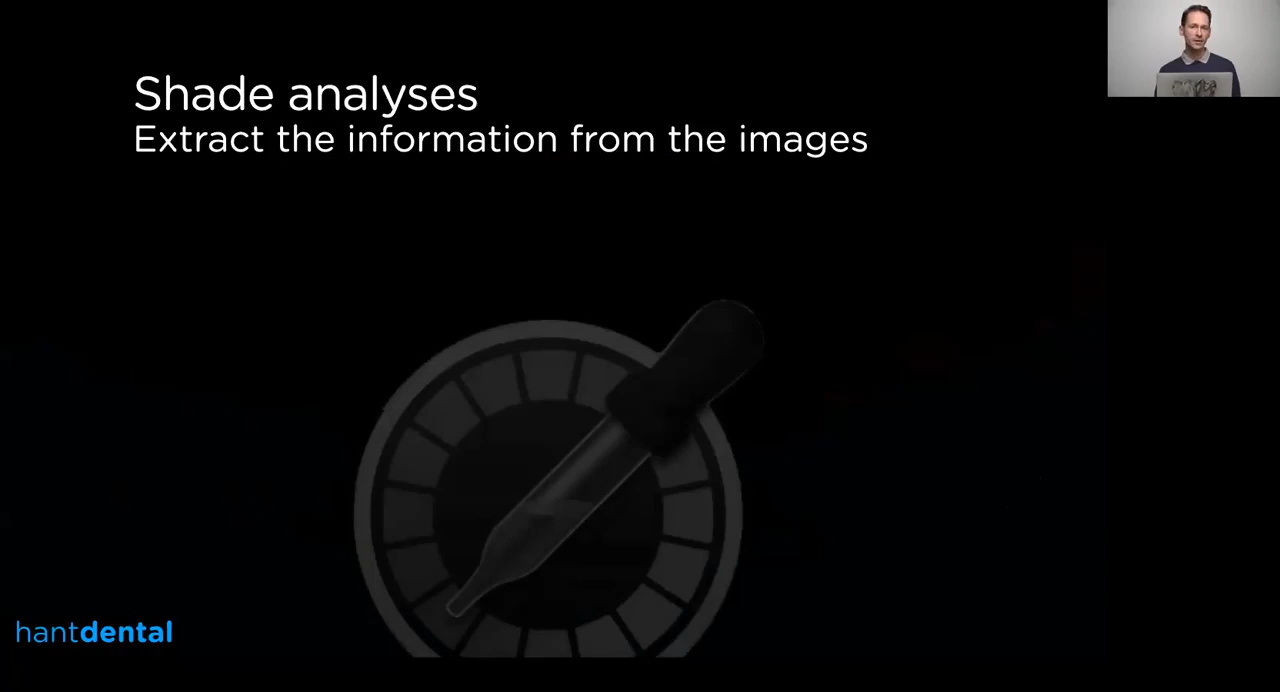 Shade analyses
Extract the information from the images
hantdental